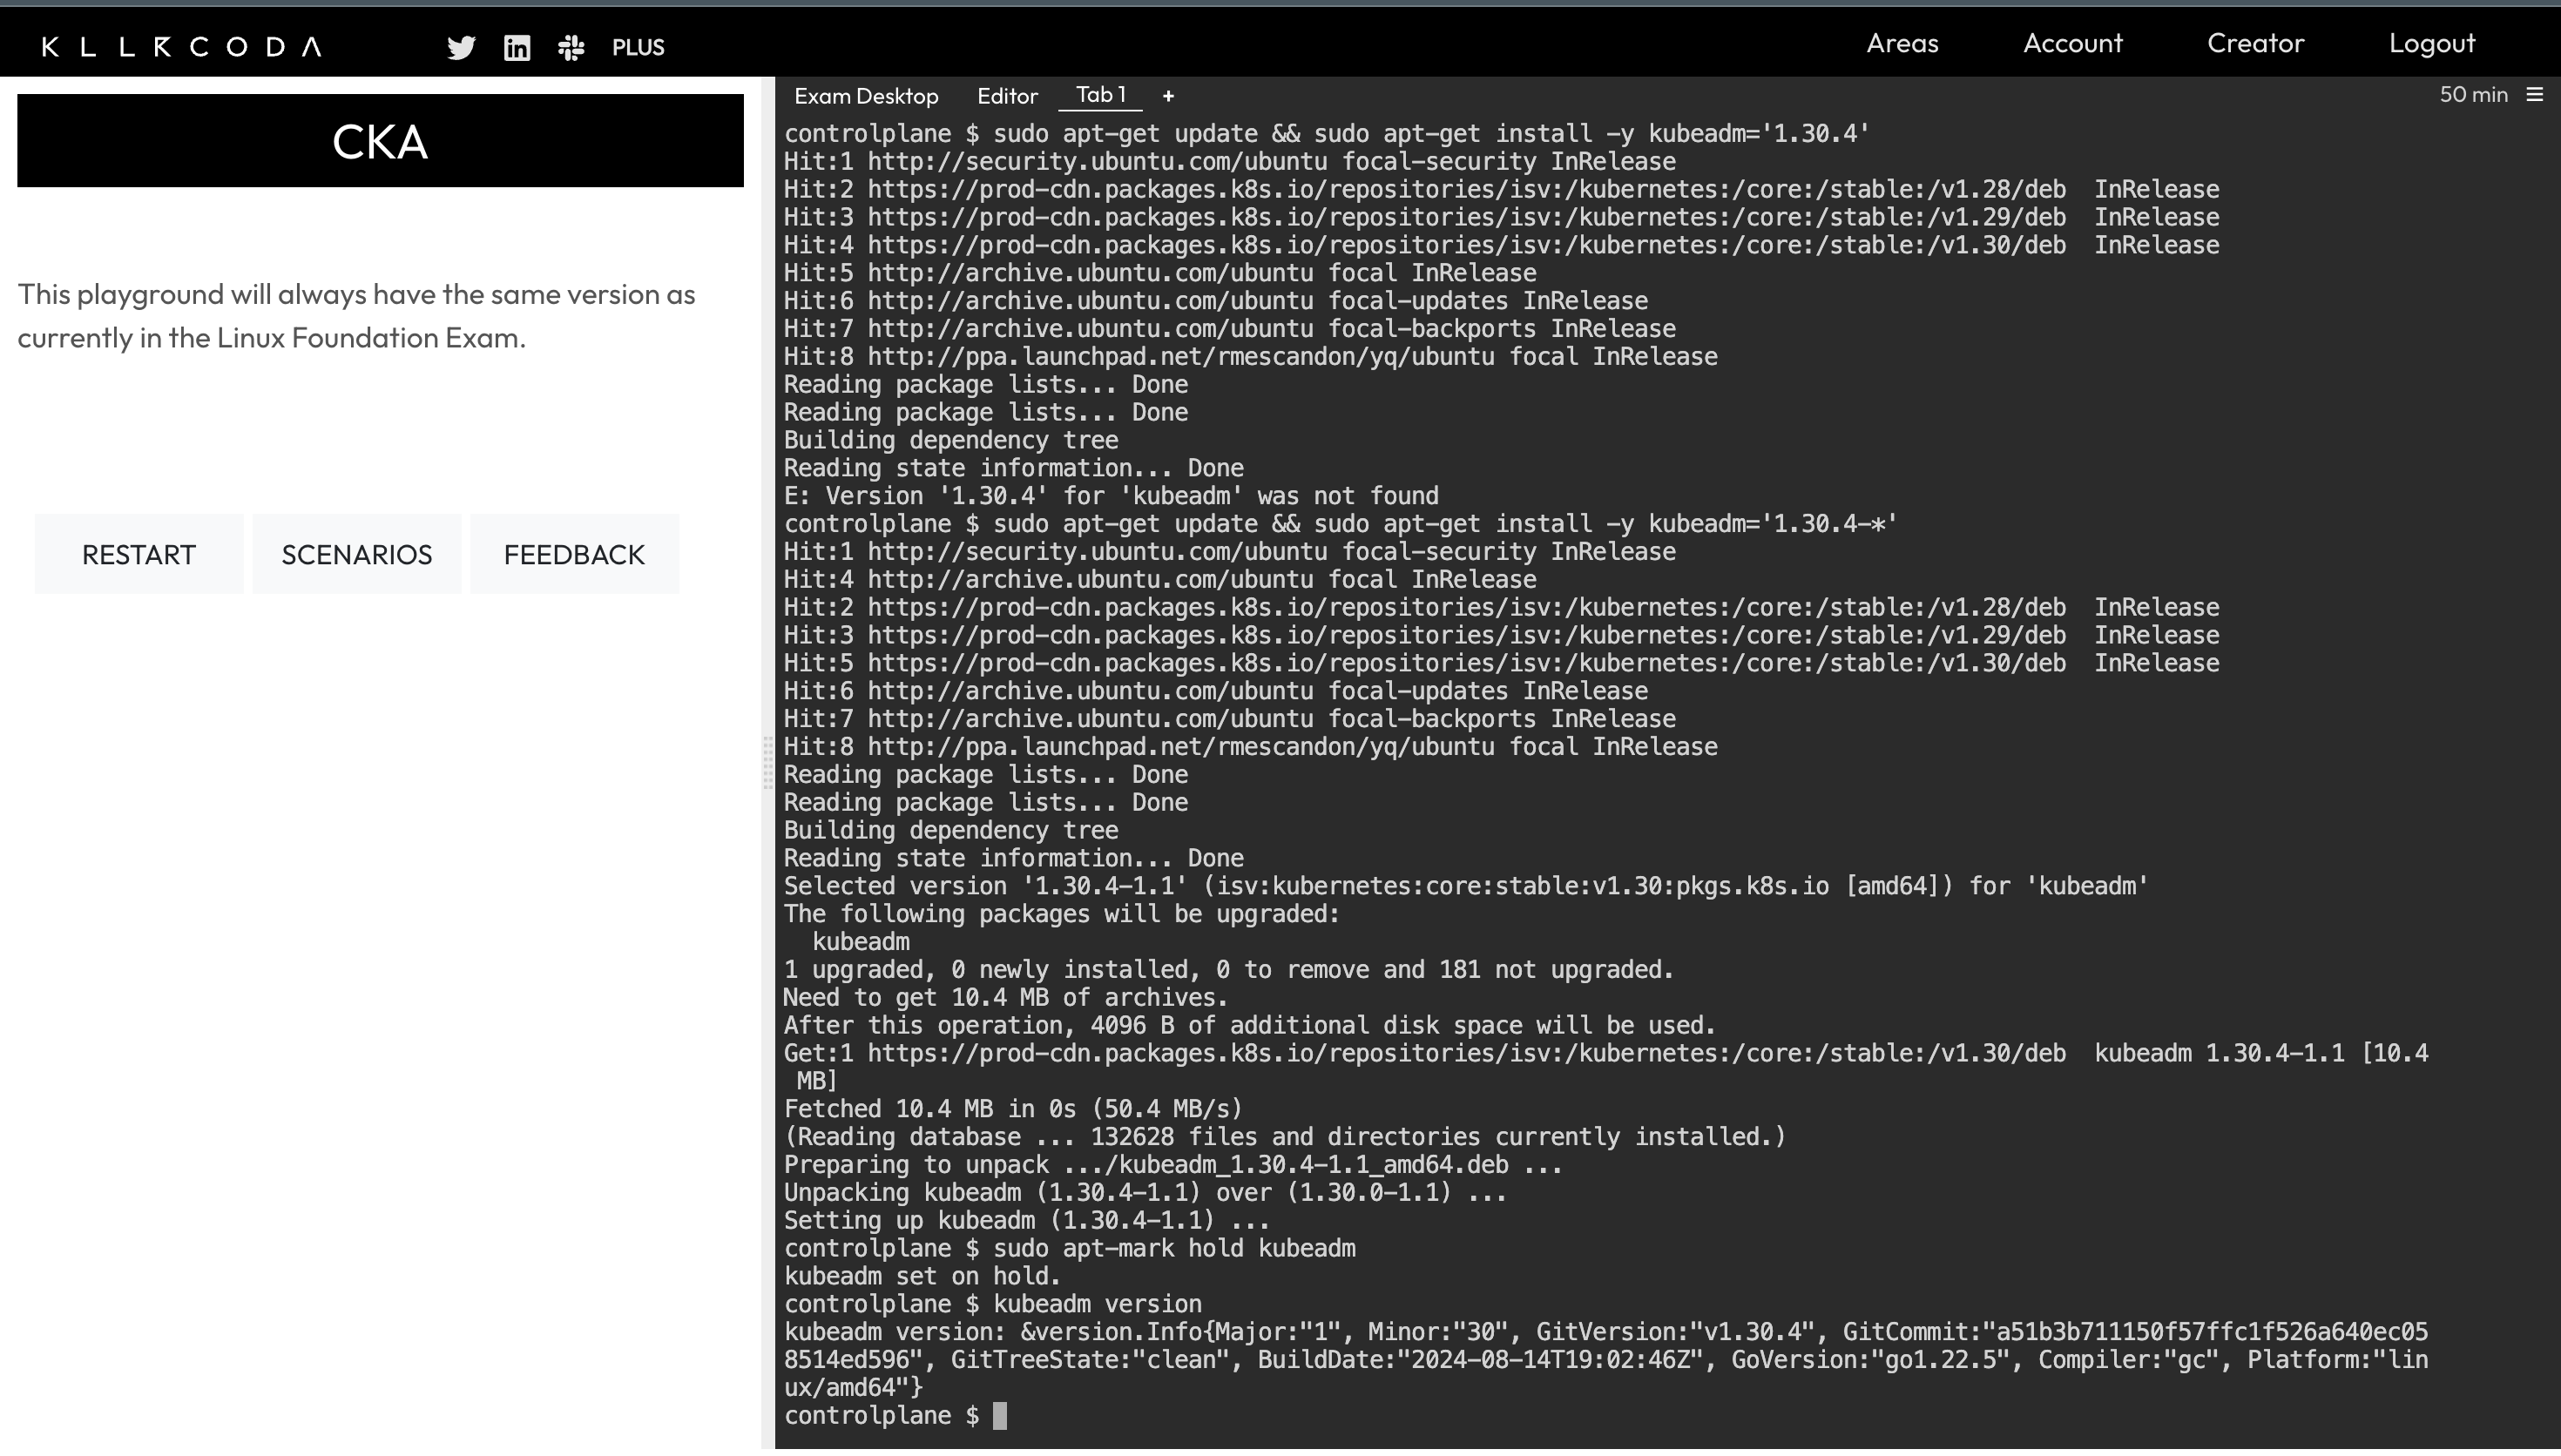 KLLRCODA PLUS Areas Account Creator Logout
CKA
This playground will always have the same version as
currently in the Linux Foundation Exam.
RESTART SCENARIOS FEEDBACK
Exam Desktop Editor Tab 1 + 50 min
controlplane $ sudo apt-get update && sudo apt-get install -y kubeadm='1.30.4'
Hit:1 http://security.ubuntu.com/ubuntu focal-security InRelease
Hit:2 https://prod-cdn.packages.k8s.io/repositories/isv:/kubernetes:/core:/stable:/v1.28/deb  InRelease
Hit:3 https://prod-cdn.packages.k8s.io/repositories/isv:/kubernetes:/core:/stable:/v1.29/deb  InRelease
Hit:4 https://prod-cdn.packages.k8s.io/repositories/isv:/kubernetes:/core:/stable:/v1.30/deb  InRelease
Hit:5 http://archive.ubuntu.com/ubuntu focal InRelease
Hit:6 http://archive.ubuntu.com/ubuntu focal-updates InRelease
Hit:7 http://archive.ubuntu.com/ubuntu focal-backports InRelease
Hit:8 http://ppa.launchpad.net/rmescandon/yq/ubuntu focal InRelease
Reading package lists... Done
Reading package lists... Done
Building dependency tree
Reading state information... Done
E: Version '1.30.4' for 'kubeadm' was not found
controlplane $ sudo apt-get update && sudo apt-get install -y kubeadm='1.30.4-*'
Hit:1 http://security.ubuntu.com/ubuntu focal-security InRelease
Hit:4 http://archive.ubuntu.com/ubuntu focal InRelease
Hit:2 https://prod-cdn.packages.k8s.io/repositories/isv:/kubernetes:/core:/stable:/v1.28/deb  InRelease
Hit:3 https://prod-cdn.packages.k8s.io/repositories/isv:/kubernetes:/core:/stable:/v1.29/deb  InRelease
Hit:5 https://prod-cdn.packages.k8s.io/repositories/isv:/kubernetes:/core:/stable:/v1.30/deb  InRelease
Hit:6 http://archive.ubuntu.com/ubuntu focal-updates InRelease
Hit:7 http://archive.ubuntu.com/ubuntu focal-backports InRelease
Hit:8 http://ppa.launchpad.net/rmescandon/yq/ubuntu focal InRelease
Reading package lists... Done
Reading package lists... Done
Building dependency tree
Reading state information... Done
Selected version '1.30.4-1.1' (isv:kubernetes:core:stable:v1.30:pkgs.k8s.io [amd64]) for 'kubeadm'
The following packages will be upgraded:
  kubeadm
1 upgraded, 0 newly installed, 0 to remove and 181 not upgraded.
Need to get 10.4 MB of archives.
After this operation, 4096 B of additional disk space will be used.
Get:1 https://prod-cdn.packages.k8s.io/repositories/isv:/kubernetes:/core:/stable:/v1.30/deb  kubeadm 1.30.4-1.1 [10.4
 MB]
Fetched 10.4 MB in 0s (50.4 MB/s)
(Reading database ... 132628 files and directories currently installed.)
Preparing to unpack .../kubeadm_1.30.4-1.1_amd64.deb ...
Unpacking kubeadm (1.30.4-1.1) over (1.30.0-1.1) ...
Setting up kubeadm (1.30.4-1.1) ...
controlplane $ sudo apt-mark hold kubeadm
kubeadm set on hold.
controlplane $ kubeadm version
kubeadm version: &version.Info{Major:"1", Minor:"30", GitVersion:"v1.30.4", GitCommit:"a51b3b711150f57ffc1f526a640ec05
8514ed596", GitTreeState:"clean", BuildDate:"2024-08-14T19:02:46Z", GoVersion:"go1.22.5", Compiler:"gc", Platform:"lin
ux/amd64"}
controlplane $